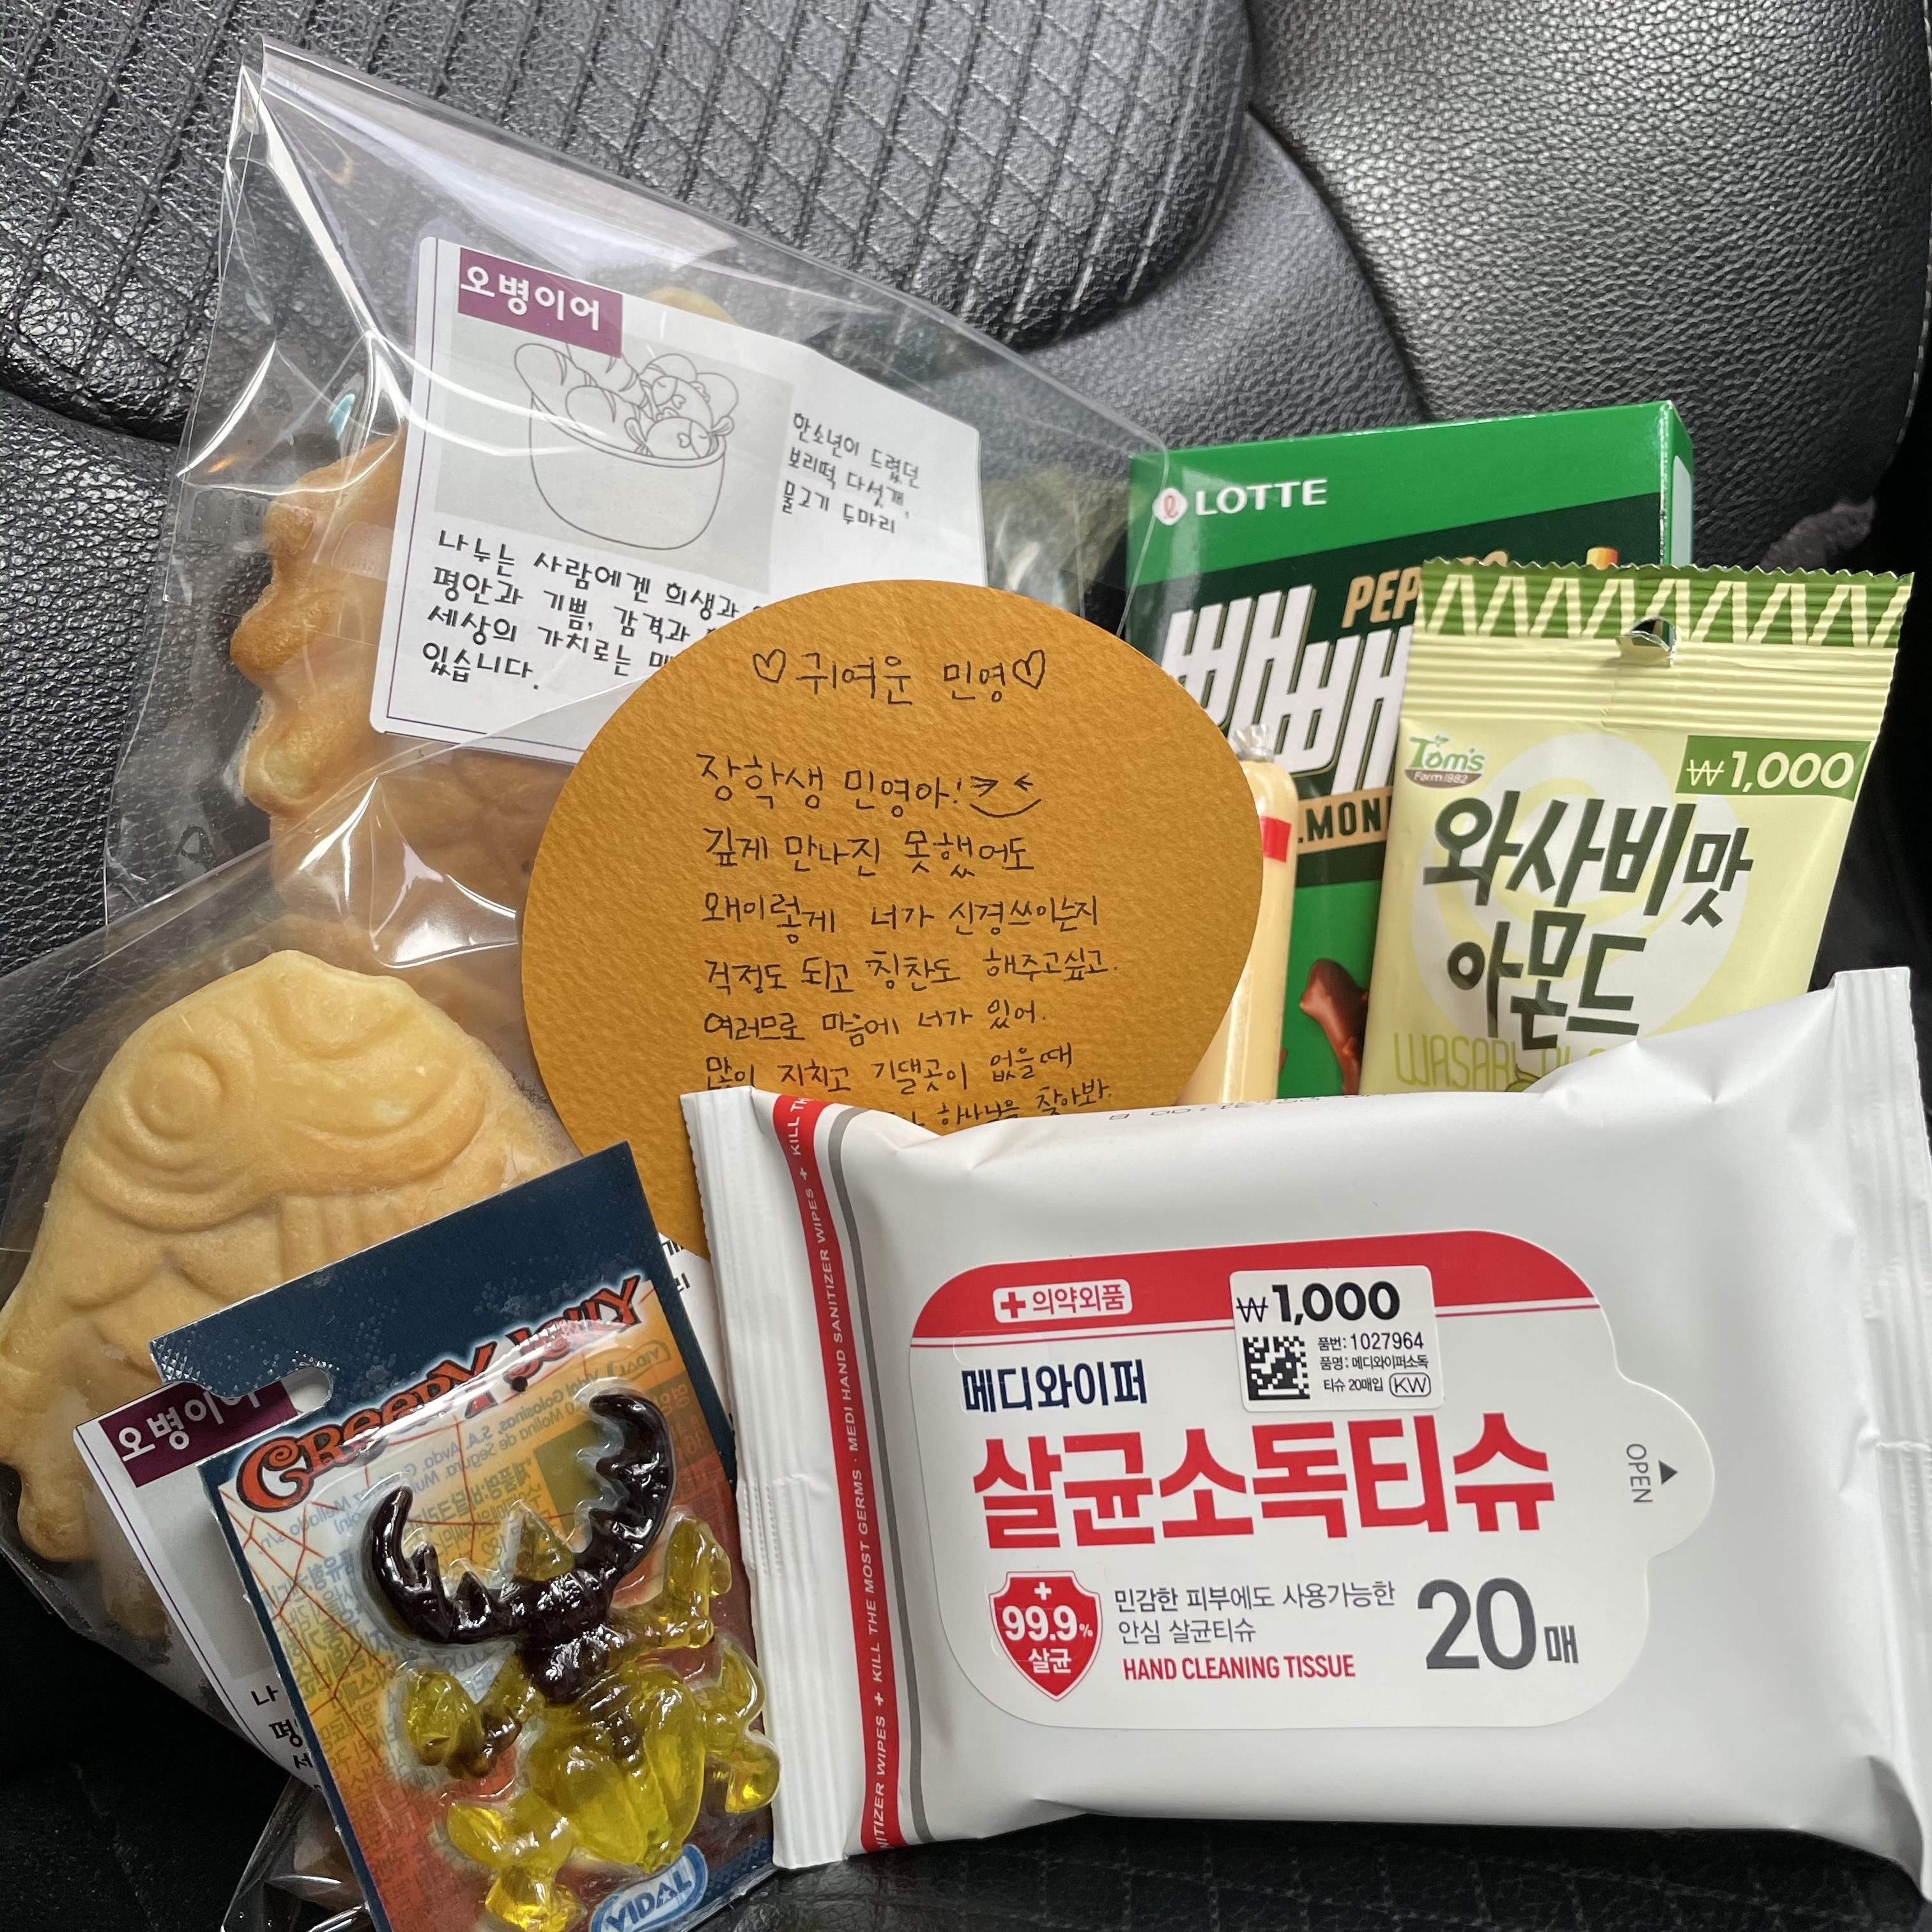 오병이어
한소년이 드렸던
보리떡 다섯개,
물고기 두마리
나누는 사람에겐 희생과
평안과 기쁨, 감격과
세상의 가치로는
있습니다.
♡귀여운 민영♡
장학생 민영아!
깊게 만나진 못했어도
왜이렇게 너가 신경쓰이는지
걱정도 되고 칭찬도 해주고싶고.
여러므로 마음에 너가 있어.
많이 지치고 기댈곳이 없을때
하나님을 찾아봐.
LOTTE
빼빼
Tom's
Farm 1982
₩1,000
와사비맛
아몬드
WASABI
오병이어
CREEPY JELLY
VIDAL
KILL THE MOST GERMS · MEDI HAND SANITIZER WIPES +
의약외품
₩1,000
품번: 1027964
품명: 메디와이퍼소독
티슈 20매입 KW
메디와이퍼
살균소독티슈
OPEN
99.9%
살균
민감한 피부에도 사용가능한
안심 살균티슈
HAND CLEANING TISSUE
20매